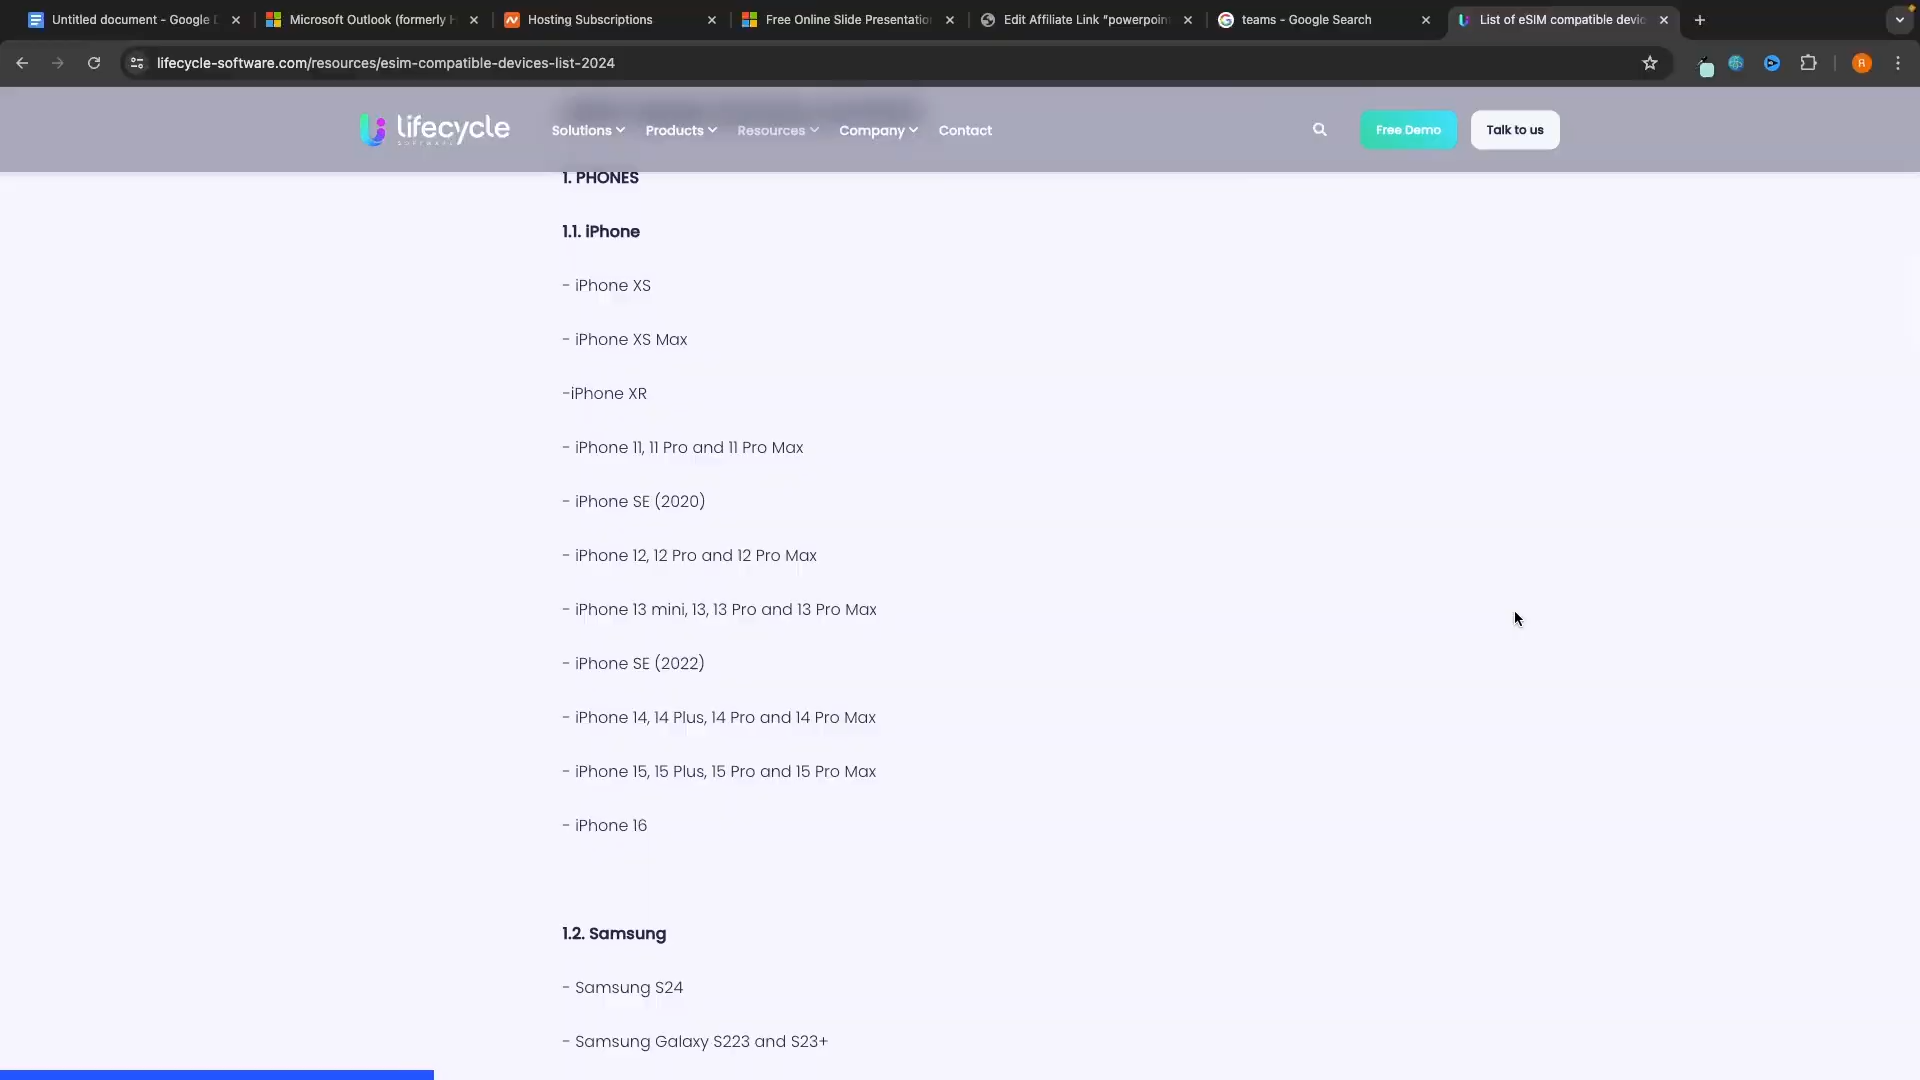 Untitled document - Google D
Microsoft Outlook (formerly H
Hosting Subscriptions
Free Online Slide Presentation
Edit Affiliate Link "powerpoin
teams - Google Search
List of eSIM compatible devic
lifecycle-software.com/resources/esim-compatible-devices-list-2024
R
lifecycle
SOFTWARE
Solutions
Products
Resources
Company
Contact
Free Demo
Talk to us
1. PHONES
1.1. iPhone
- iPhone XS
- iPhone XS Max
-iPhone XR
- iPhone 11, 11 Pro and 11 Pro Max
- iPhone SE (2020)
- iPhone 12, 12 Pro and 12 Pro Max
- iPhone 13 mini, 13, 13 Pro and 13 Pro Max
- iPhone SE (2022)
- iPhone 14, 14 Plus, 14 Pro and 14 Pro Max
- iPhone 15, 15 Plus, 15 Pro and 15 Pro Max
- iPhone 16
1.2. Samsung
- Samsung S24
- Samsung Galaxy S223 and S23+